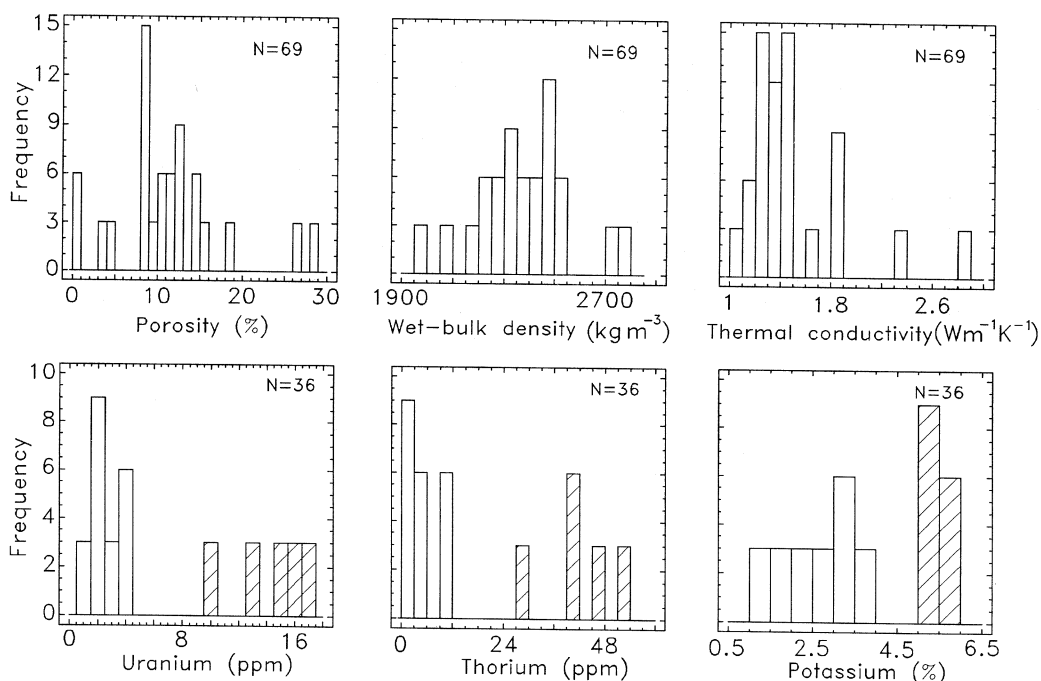 15
12
9
6
3
0
Frequency
N=69
0 10 20 30
Porosity (%)
N=69
1900 2700
Wet-bulk density (kg m⁻³)
N=69
1 1.8 2.6
Thermal conductivity(Wm⁻¹K⁻¹)
10
8
6
4
2
0
Frequency
N=36
0 8 16
Uranium (ppm)
N=36
0 24 48
Thorium (ppm)
N=36
0.5 2.5 4.5 6.5
Potassium (%)